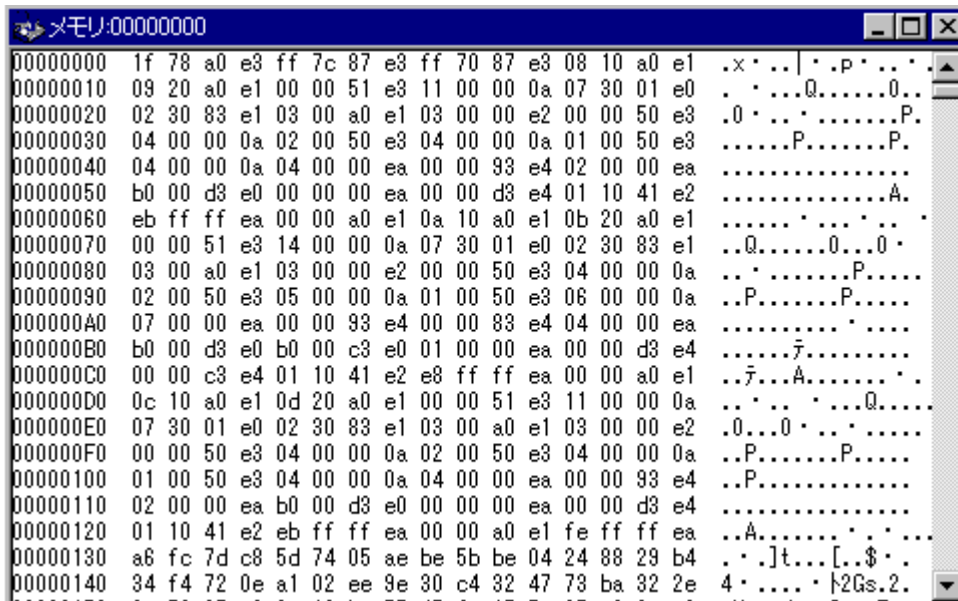 メモリ:00000000
00000000 1f 78 a0 e3 ff 7c 87 e3 ff 70 87 e3 08 10 a0 e1 .x・..|・.p・..・.
00000010 09 20 a0 e1 00 00 51 e3 11 00 00 0a 07 30 01 e0 . ・...Q......0..
00000020 02 30 83 e1 03 00 a0 e1 03 00 00 e2 00 00 50 e3 .0・..・.......P.
00000030 04 00 00 0a 02 00 50 e3 04 00 00 0a 01 00 50 e3 ......P.......P.
00000040 04 00 00 0a 04 00 00 ea 00 00 93 e4 02 00 00 ea ................
00000050 b0 00 d3 e0 00 00 00 ea 00 00 d3 e4 01 10 41 e2 ..............A.
00000060 eb ff ff ea 00 00 a0 e1 0a 10 a0 e1 0b 20 a0 e1 ......・...・.. ・
00000070 00 00 51 e3 14 00 00 0a 07 30 01 e0 02 30 83 e1 ..Q......0...0・
00000080 03 00 a0 e1 03 00 00 e2 00 00 50 e3 04 00 00 0a ..・.......P.....
00000090 02 00 50 e3 05 00 00 0a 01 00 50 e3 06 00 00 0a ..P.......P.....
000000A0 07 00 00 ea 00 00 93 e4 00 00 83 e4 04 00 00 ea ..........・....
000000B0 b0 00 d3 e0 b0 00 c3 e0 01 00 00 ea 00 00 d3 e4 ......テ.........
000000C0 00 00 c3 e4 01 10 41 e2 e8 ff ff ea 00 00 a0 e1 ..テ...A.......・.
000000D0 0c 10 a0 e1 0d 20 a0 e1 00 00 51 e3 11 00 00 0a ..・.. ・...Q.....
000000E0 07 30 01 e0 02 30 83 e1 03 00 a0 e1 03 00 00 e2 .0...0・..・.....
000000F0 00 00 50 e3 04 00 00 0a 02 00 50 e3 04 00 00 0a ..P.......P.....
00000100 01 00 50 e3 04 00 00 0a 04 00 00 ea 00 00 93 e4 ..P.............
00000110 02 00 00 ea b0 00 d3 e0 00 00 00 ea 00 00 d3 e4 ................
00000120 01 10 41 e2 eb ff ff ea 00 00 a0 e1 fe ff ff ea ..A.......・.・...
00000130 a6 fc 7d c8 5d 74 05 ae be 5b be 04 24 88 29 b4 .・.]t...[..$・
00000140 34 f4 72 0e a1 02 ee 9e 30 c4 32 47 73 ba 32 2e 4・.....・ト2Gs.2.